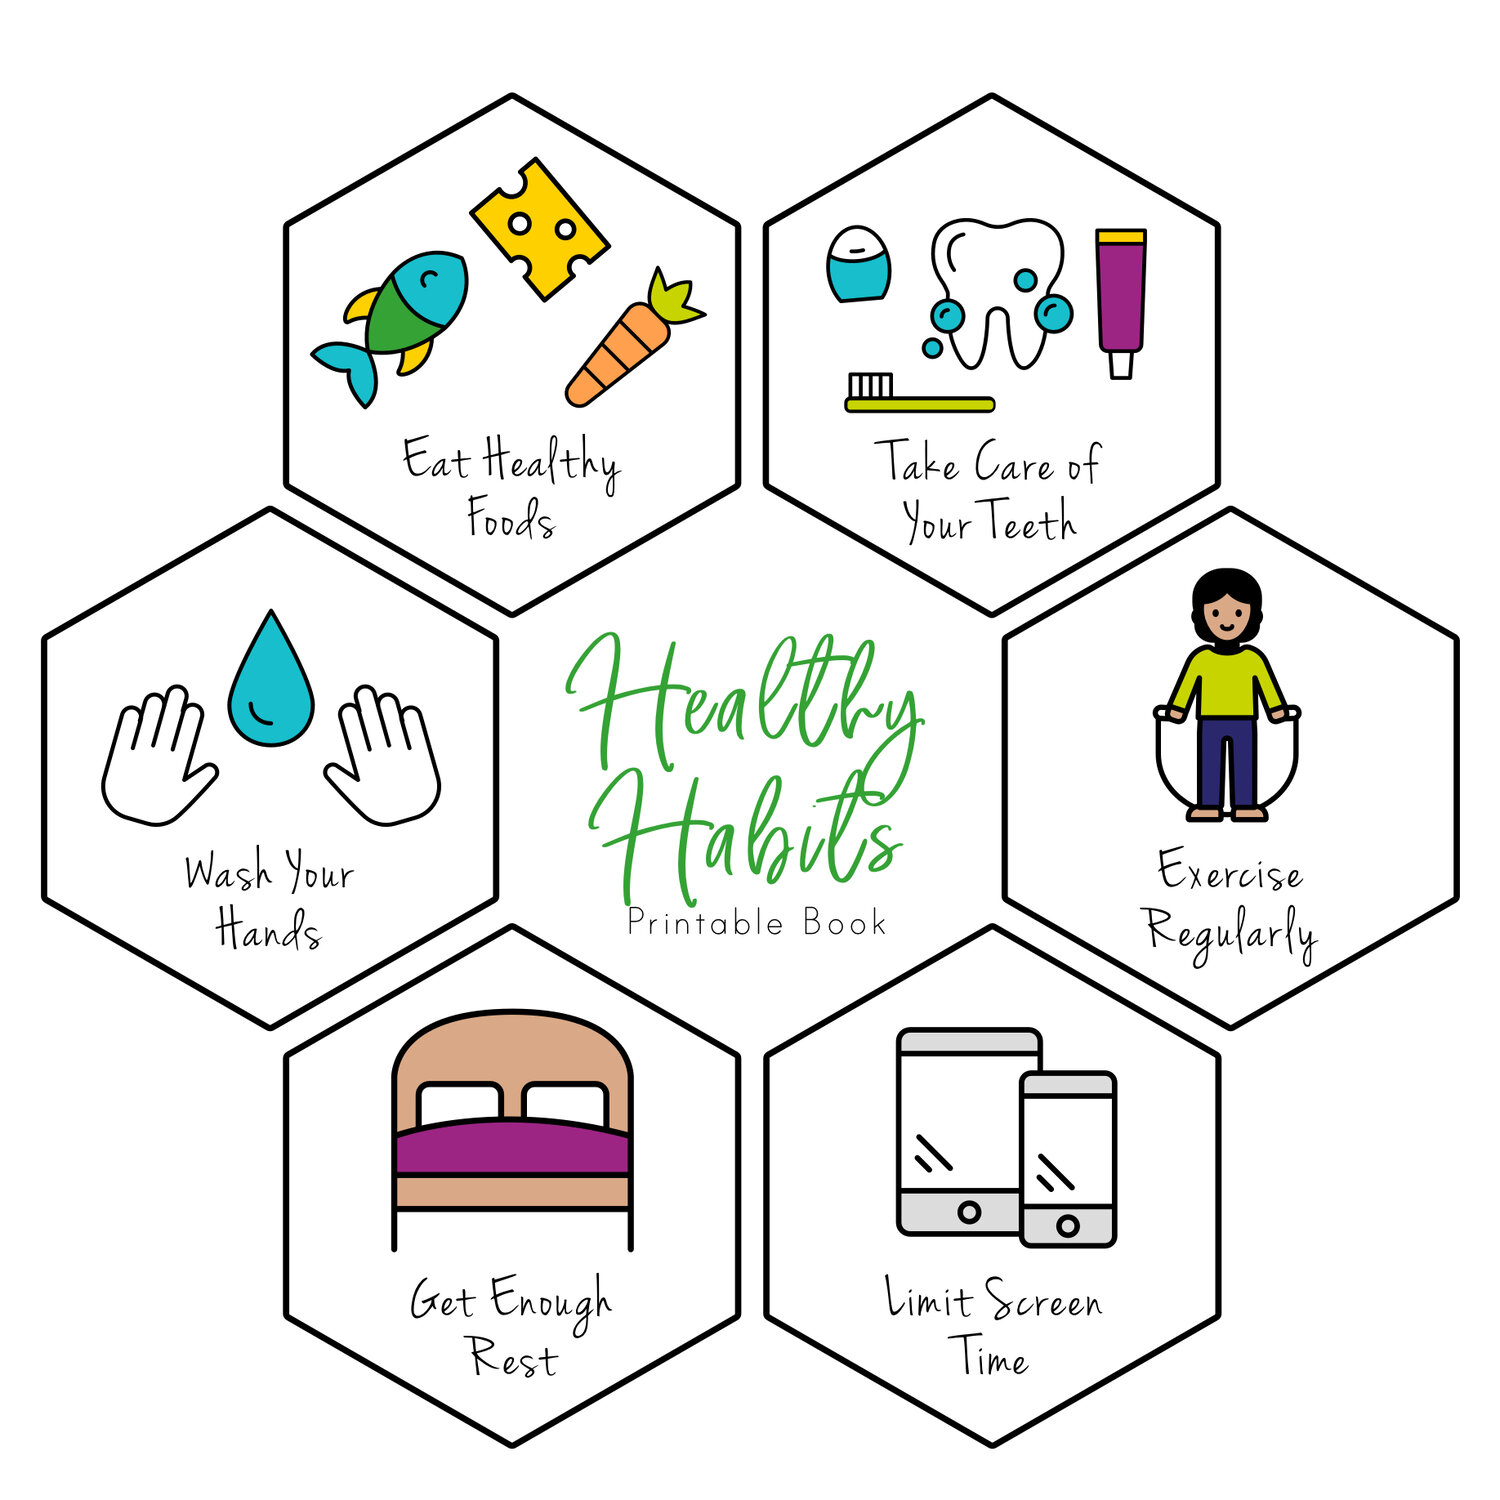 Eat Healthy
Foods
Take Care of
Your Teeth
Wash Your
Hands
Healthy
Habits
Printable Book
Exercise
Regularly
Get Enough
Rest
Limit Screen
Time